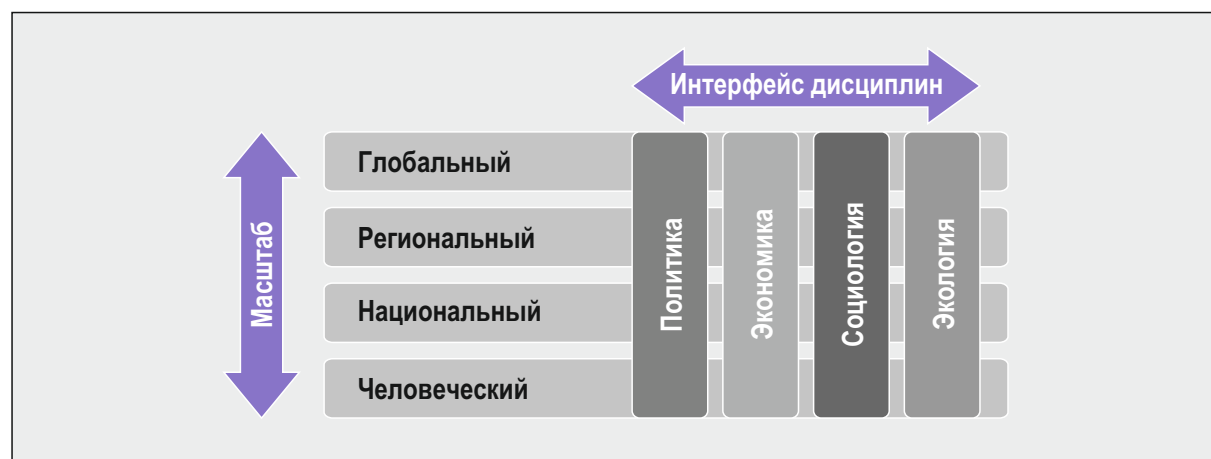 Интерфейс дисциплин
Масштаб
Глобальный
Региональный
Национальный
Человеческий
Политика
Экономика
Социология
Экология